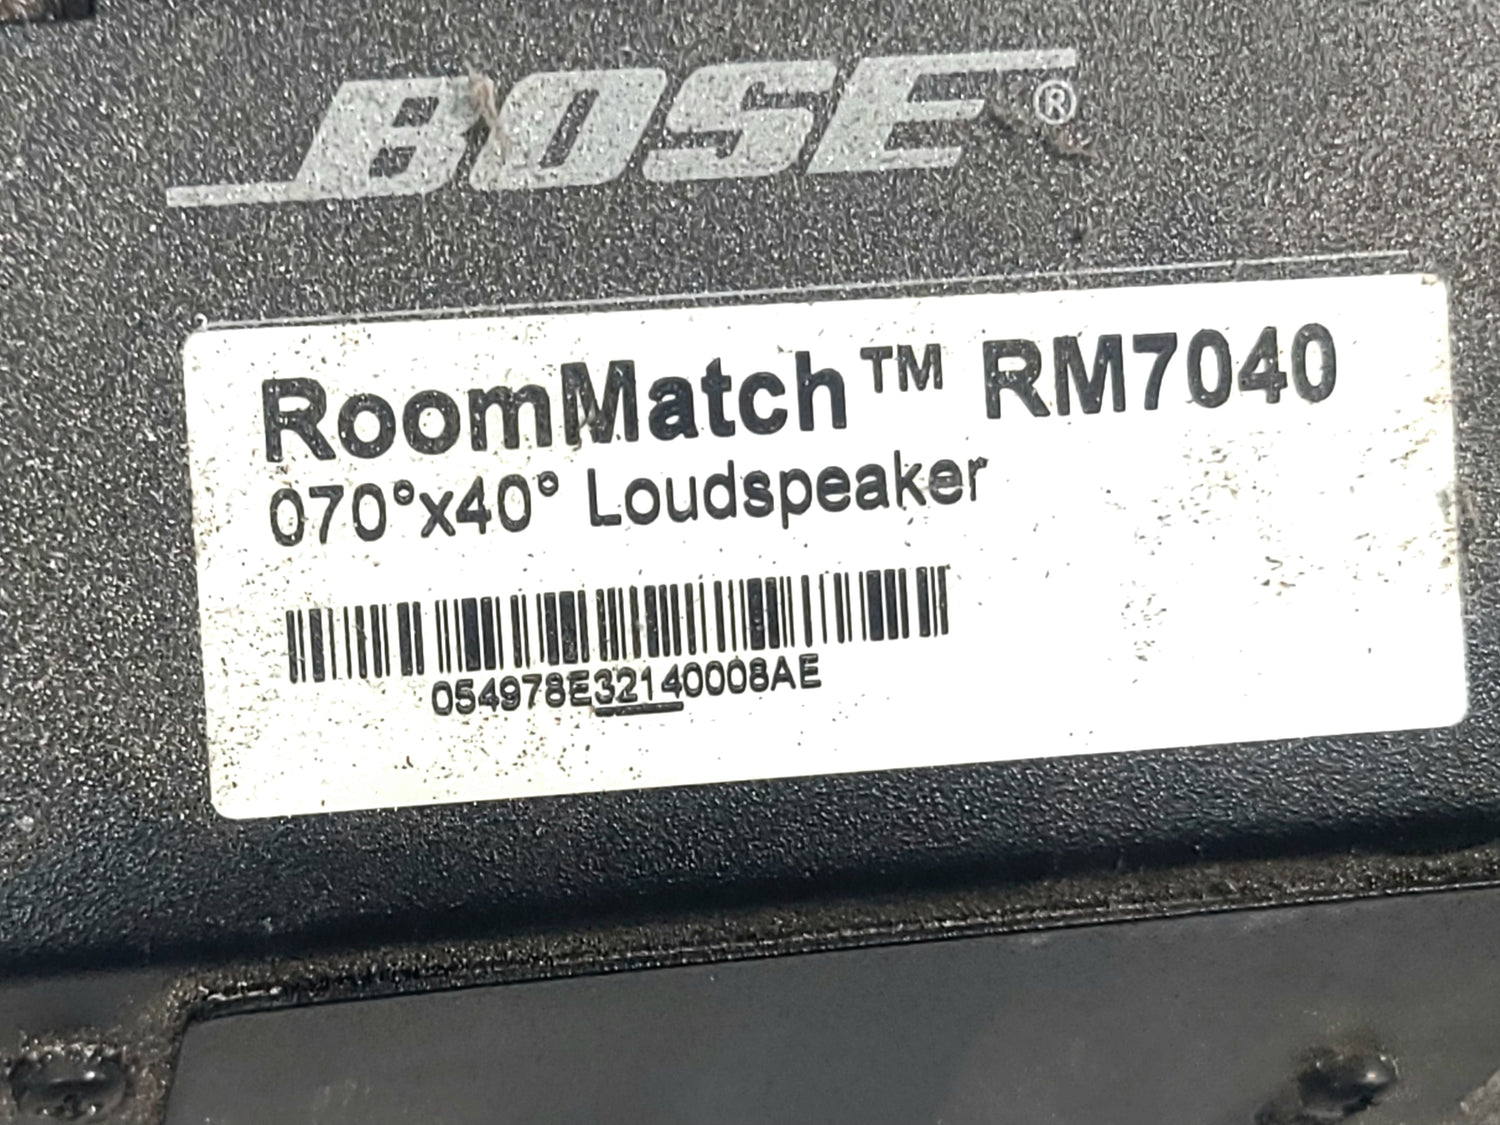 BOSE®
RoomMatch™ RM7040
070°x40° Loudspeaker
054978E32140008AE